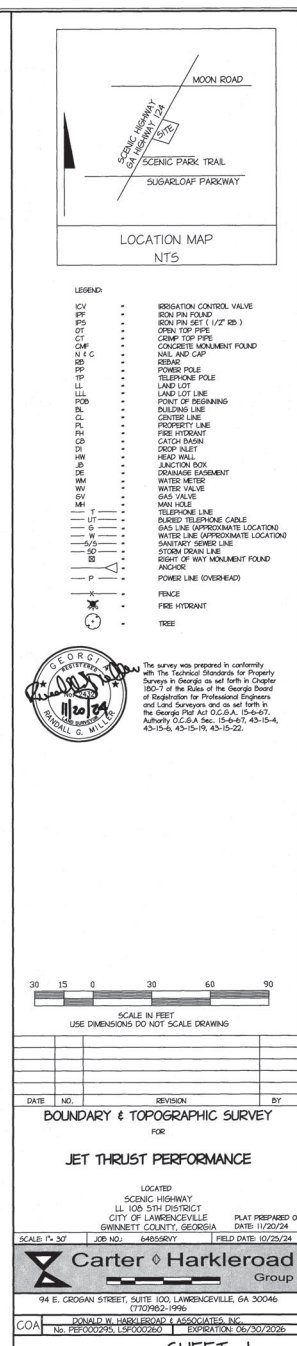 MOON ROAD
SCENIC HIGHWAY
GA HIGHWAY 124
SITE
SCENIC PARK TRAIL
SUGARLOAF PARKWAY
LOCATION MAP
NTS
LEGEND:
ICV - IRRIGATION CONTROL VALVE
IPF - IRON PIN FOUND
IPS - IRON PIN SET ( 1/2" RB )
OT - OPEN TOP PIPE
CT - CRIMP TOP PIPE
CMF - CONCRETE MONUMENT FOUND
N & C - NAIL AND CAP
RB - REBAR
PP - POWER POLE
TP - TELEPHONE POLE
LL - LAND LOT
LLL - LAND LOT LINE
POB - POINT OF BEGINNING
BL - BUILDING LINE
CL - CENTER LINE
PL - PROPERTY LINE
FH - FIRE HYDRANT
CB - CATCH BASIN
DI - DROP INLET
HW - HEAD WALL
JB - JUNCTION BOX
DE - DRAINAGE EASEMENT
WM - WATER METER
WV - WATER VALVE
GV - GAS VALVE
MH - MAN HOLE
T - TELEPHONE LINE
UT - BURIED TELEPHONE CABLE
G - GAS LINE (APPROXIMATE LOCATION)
W - WATER LINE (APPROXIMATE LOCATION)
S/S - SANITARY SEWER LINE
SD - STORM DRAIN LINE
- RIGHT OF WAY MONUMENT FOUND
- ANCHOR
P - POWER LINE (OVERHEAD)
X - FENCE
- FIRE HYDRANT
- TREE
GEORGIA
REGISTERED
No. 2430
11/20/24
LAND SURVEYOR
RANDALL G. MILLER
The survey was prepared in conformity
with The Technical Standards for Property
Surveys in Georgia as set forth in Chapter
180-7 of the Rules of the Georgia Board
of Registration for Professional Engineers
and Land Surveyors and as set forth in
the Georgia Plat Act O.C.G.A. 15-6-67.
Authority O.C.G.A Sec. 15-6-67, 43-15-4,
43-15-6, 43-15-19, 43-15-22.
30 15 0 30 60 90
SCALE IN FEET
USE DIMENSIONS DO NOT SCALE DRAWING
DATE NO. REVISION BY
BOUNDARY & TOPOGRAPHIC SURVEY
FOR
JET THRUST PERFORMANCE
LOCATED
SCENIC HIGHWAY
LL 108 5TH DISTRICT
CITY OF LAWRENCEVILLE PLAT PREPARED O
GWINNETT COUNTY, GEORGIA DATE: 11/20/24
SCALE: 1"= 30' JOB NO.: 6485SRVY FIELD DATE: 10/25/24
Carter Harkleroad
Group
94 E. CROGAN STREET, SUITE 100, LAWRENCEVILLE, GA 30046
(770)982-1996
COA DONALD W. HARKLEROAD & ASSOCIATES, INC.
No. PEF000295, LSF000260 EXPIRATION: 06/30/2026